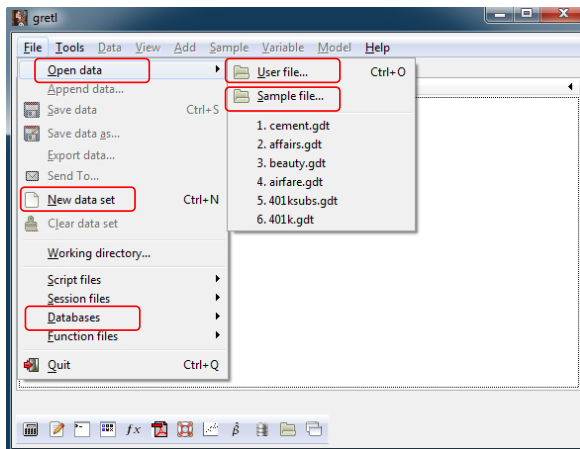 gretl
File Tools Data View Add Sample Variable Model Help
Open data
Append data...
Save data Ctrl+S
Save data as...
Export data...
Send To...
New data set Ctrl+N
Clear data set
Working directory...
Script files
Session files
Databases
Function files
Quit Ctrl+Q
User file... Ctrl+O
Sample file...
1. cement.gdt
2. affairs.gdt
3. beauty.gdt
4. airfare.gdt
5. 401ksubs.gdt
6. 401k.gdt
fx
β̂